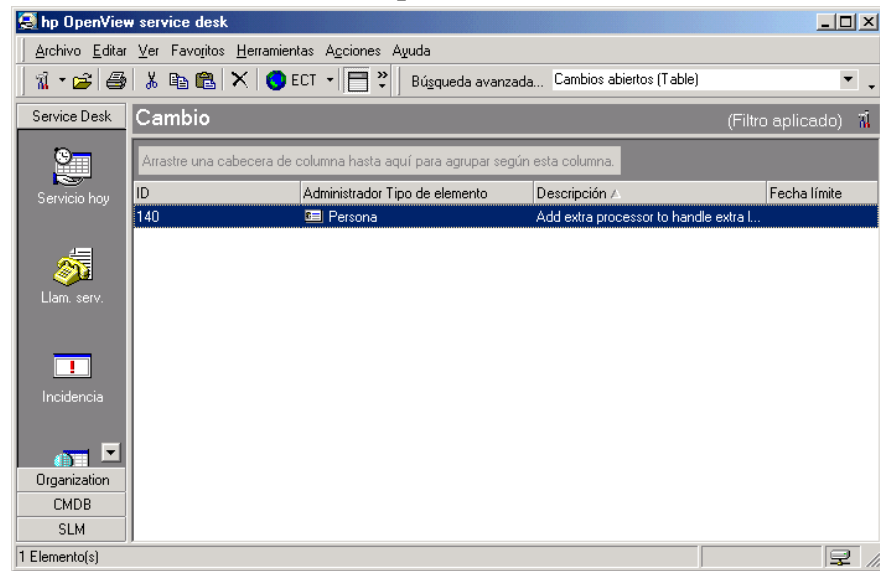 hp OpenView service desk
Archivo Editar Ver Favoritos Herramientas Acciones Ayuda
ECT Búsqueda avanzada... Cambios abiertos (Table)
Service Desk
Cambio (Filtro aplicado)
Arrastre una cabecera de columna hasta aquí para agrupar según esta columna.
Servicio hoy
ID Administrador Tipo de elemento Descripción Fecha límite
140 Persona Add extra processor to handle extra l...
Llam. serv.
Incidencia
Organization
CMDB
SLM
1 Elemento(s)